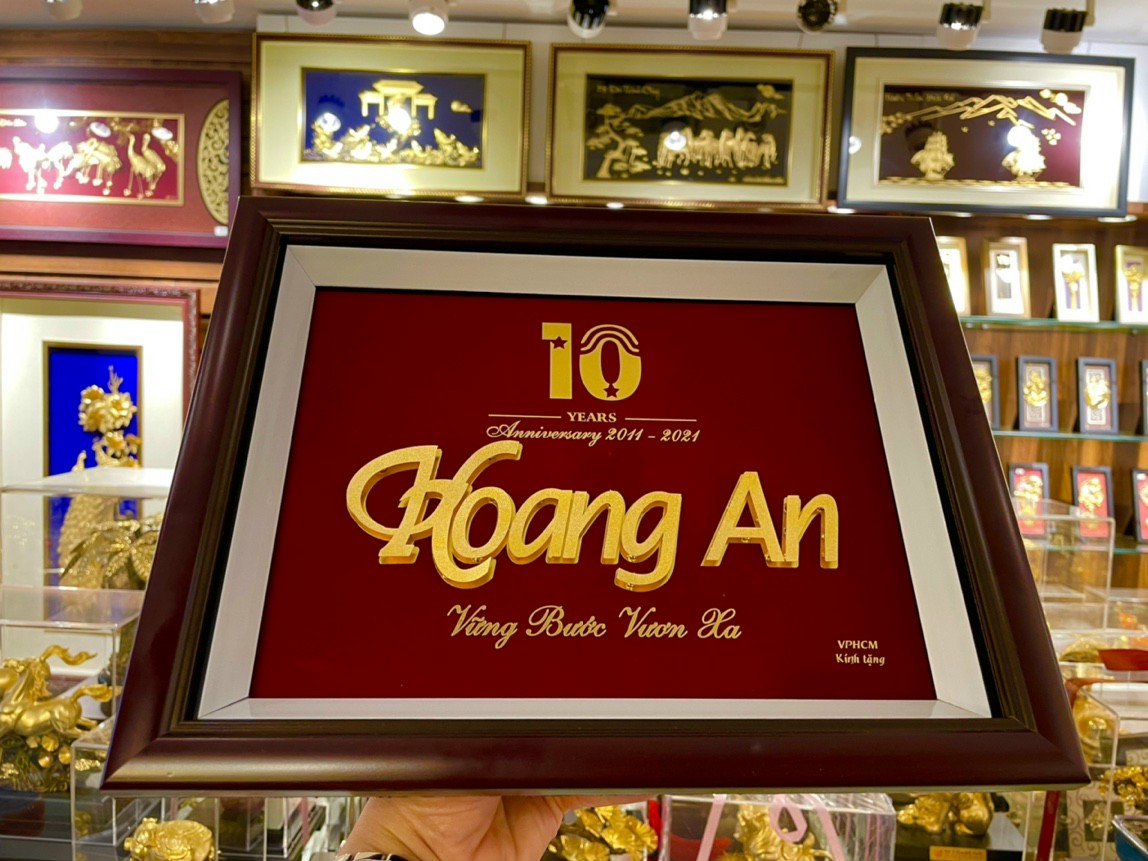 10
YEARS
Anniversary 2011 - 2021
Hoang An
Vững Bước Vươn Xa
VPHCM
Kính tặng